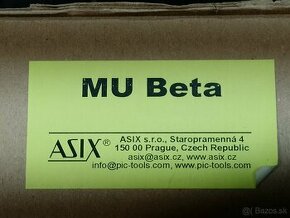 MU Beta
ASIX®
ASIX s.r.o., Staropramenná 4
150 00 Prague, Czech Republic
asix@asix.cz, www.asix.cz
info@pic-tools.com, www.pic-tools.com
© bazos.sk